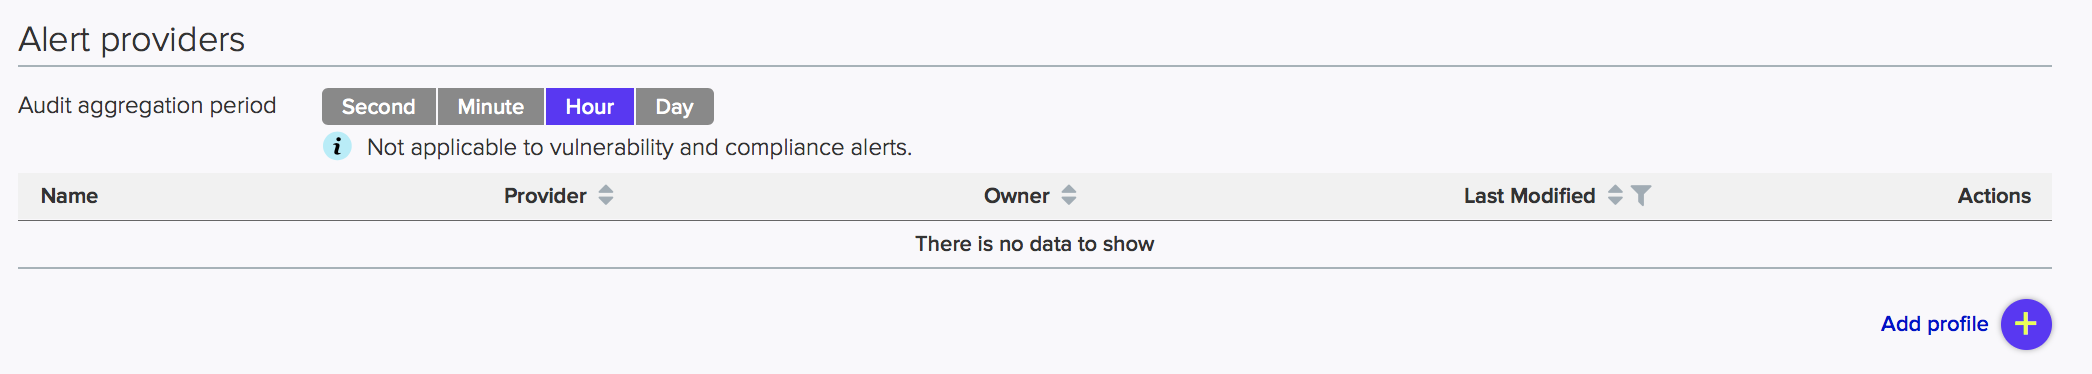 Alert providers
Audit aggregation period Second Minute Hour Day
i Not applicable to vulnerability and compliance alerts.
Name Provider Owner Last Modified Actions
There is no data to show
Add profile +